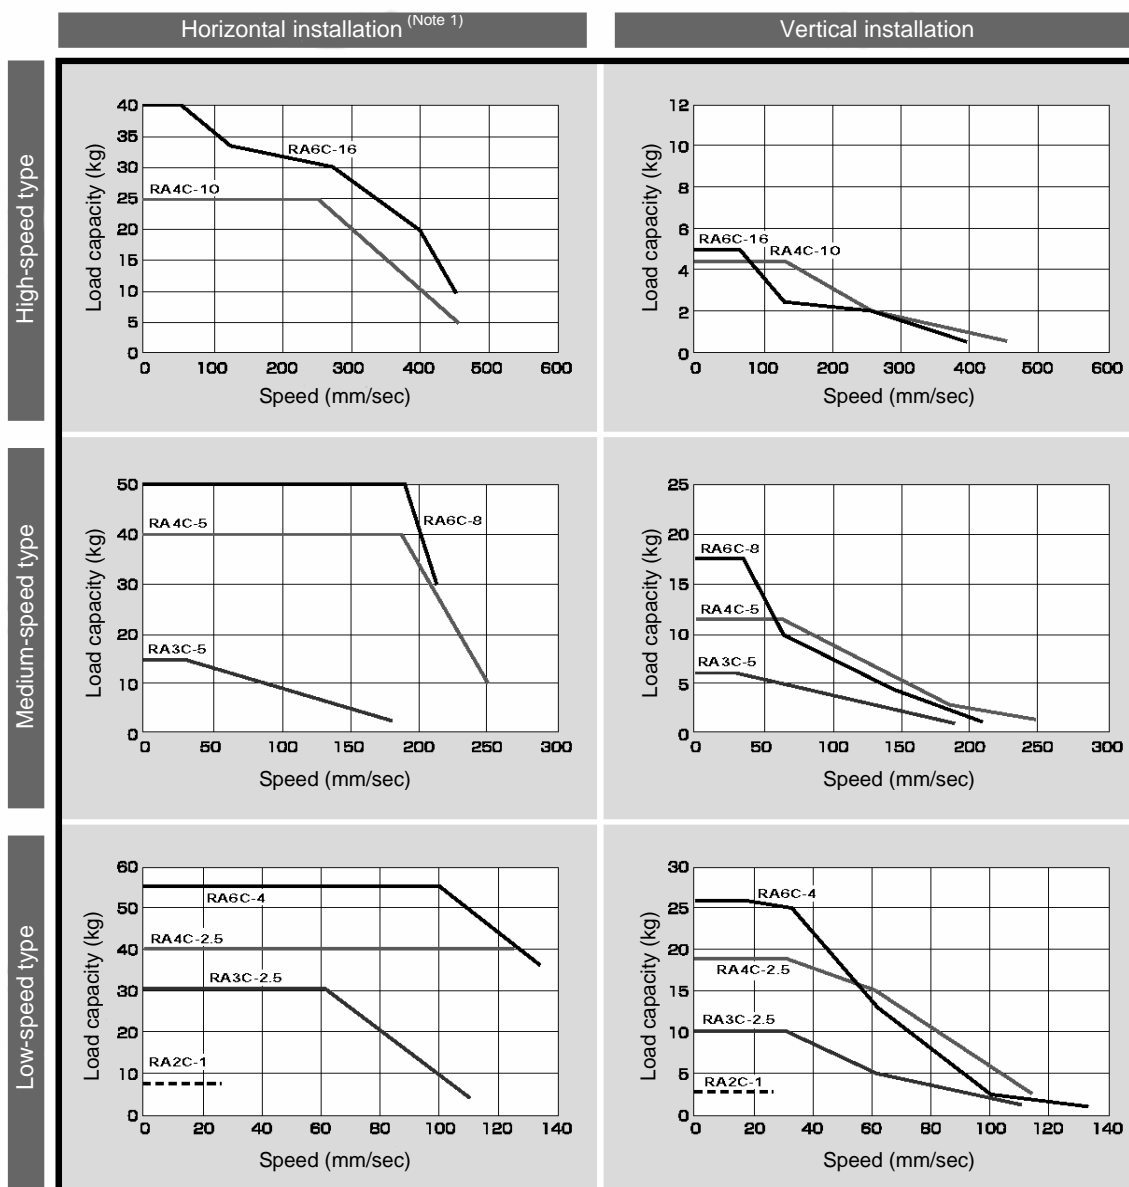 Horizontal installation (Note 1)
Vertical installation
High-speed type
Load capacity (kg)
40
35
30
25
20
15
10
5
0
RA6C-16
RA4C-10
0 100 200 300 400 500 600
Speed (mm/sec)
Load capacity (kg)
12
10
8
6
4
2
0
RA6C-16
RA4C-10
0 100 200 300 400 500 600
Speed (mm/sec)
Medium-speed type
Load capacity (kg)
50
40
30
20
10
0
RA4C-5
RA6C-8
RA3C-5
0 50 100 150 200 250 300
Speed (mm/sec)
Load capacity (kg)
25
20
15
10
5
0
RA6C-8
RA4C-5
RA3C-5
0 50 100 150 200 250 300
Speed (mm/sec)
Low-speed type
Load capacity (kg)
60
50
40
30
20
10
0
RA6C-4
RA4C-2.5
RA3C-2.5
RA2C-1
0 20 40 60 80 100 120 140
Speed (mm/sec)
Load capacity (kg)
30
25
20
15
10
5
0
RA6C-4
RA4C-2.5
RA3C-2.5
RA2C-1
0 20 40 60 80 100 120 140
Speed (mm/sec)